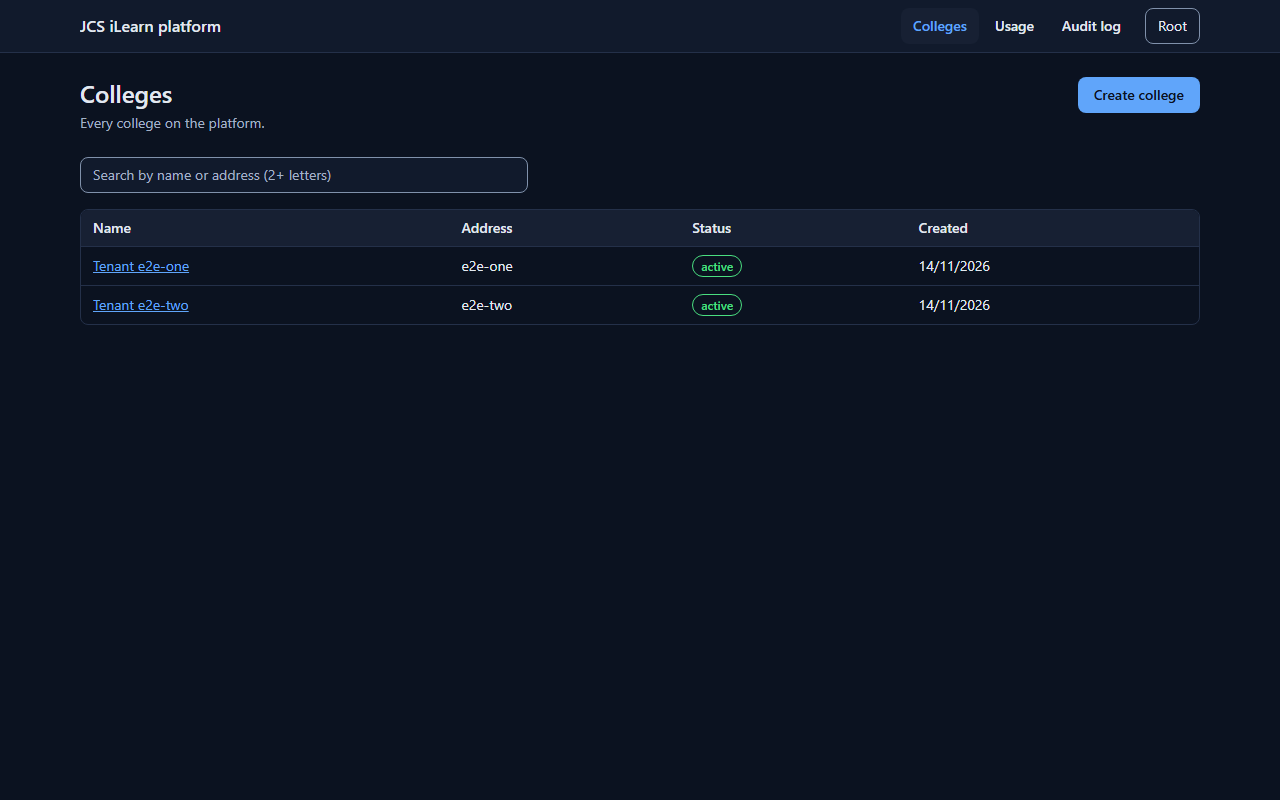 JCS iLearn platform Colleges Usage Audit log Root
Colleges Create college
Every college on the platform.
Search by name or address (2+ letters)
Name Address Status Created
Tenant e2e-one e2e-one active 14/11/2026
Tenant e2e-two e2e-two active 14/11/2026